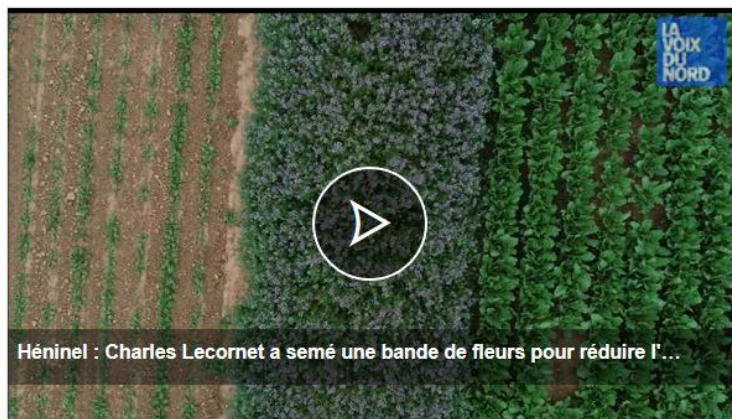 LA
VOIX
DU
NORD
Héninel : Charles Lecornet a semé une bande de fleurs pour réduire l'...